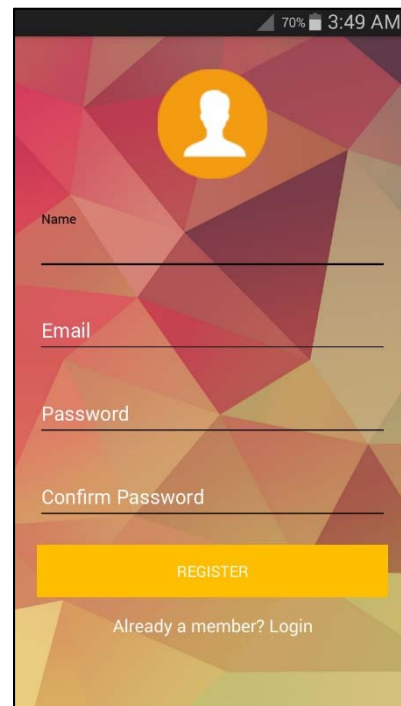 70% 3:49 AM
Name
Email
Password
Confirm Password
REGISTER
Already a member? Login